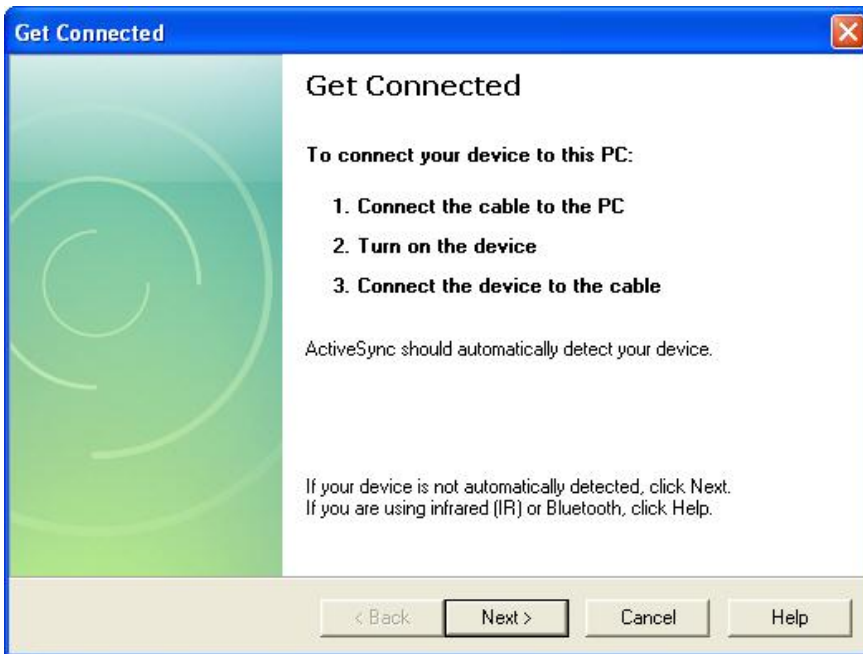 Get Connected
Get Connected
To connect your device to this PC:
1. Connect the cable to the PC
2. Turn on the device
3. Connect the device to the cable
ActiveSync should automatically detect your device.
If your device is not automatically detected, click Next.
If you are using infrared (IR) or Bluetooth, click Help.
< Back Next > Cancel Help